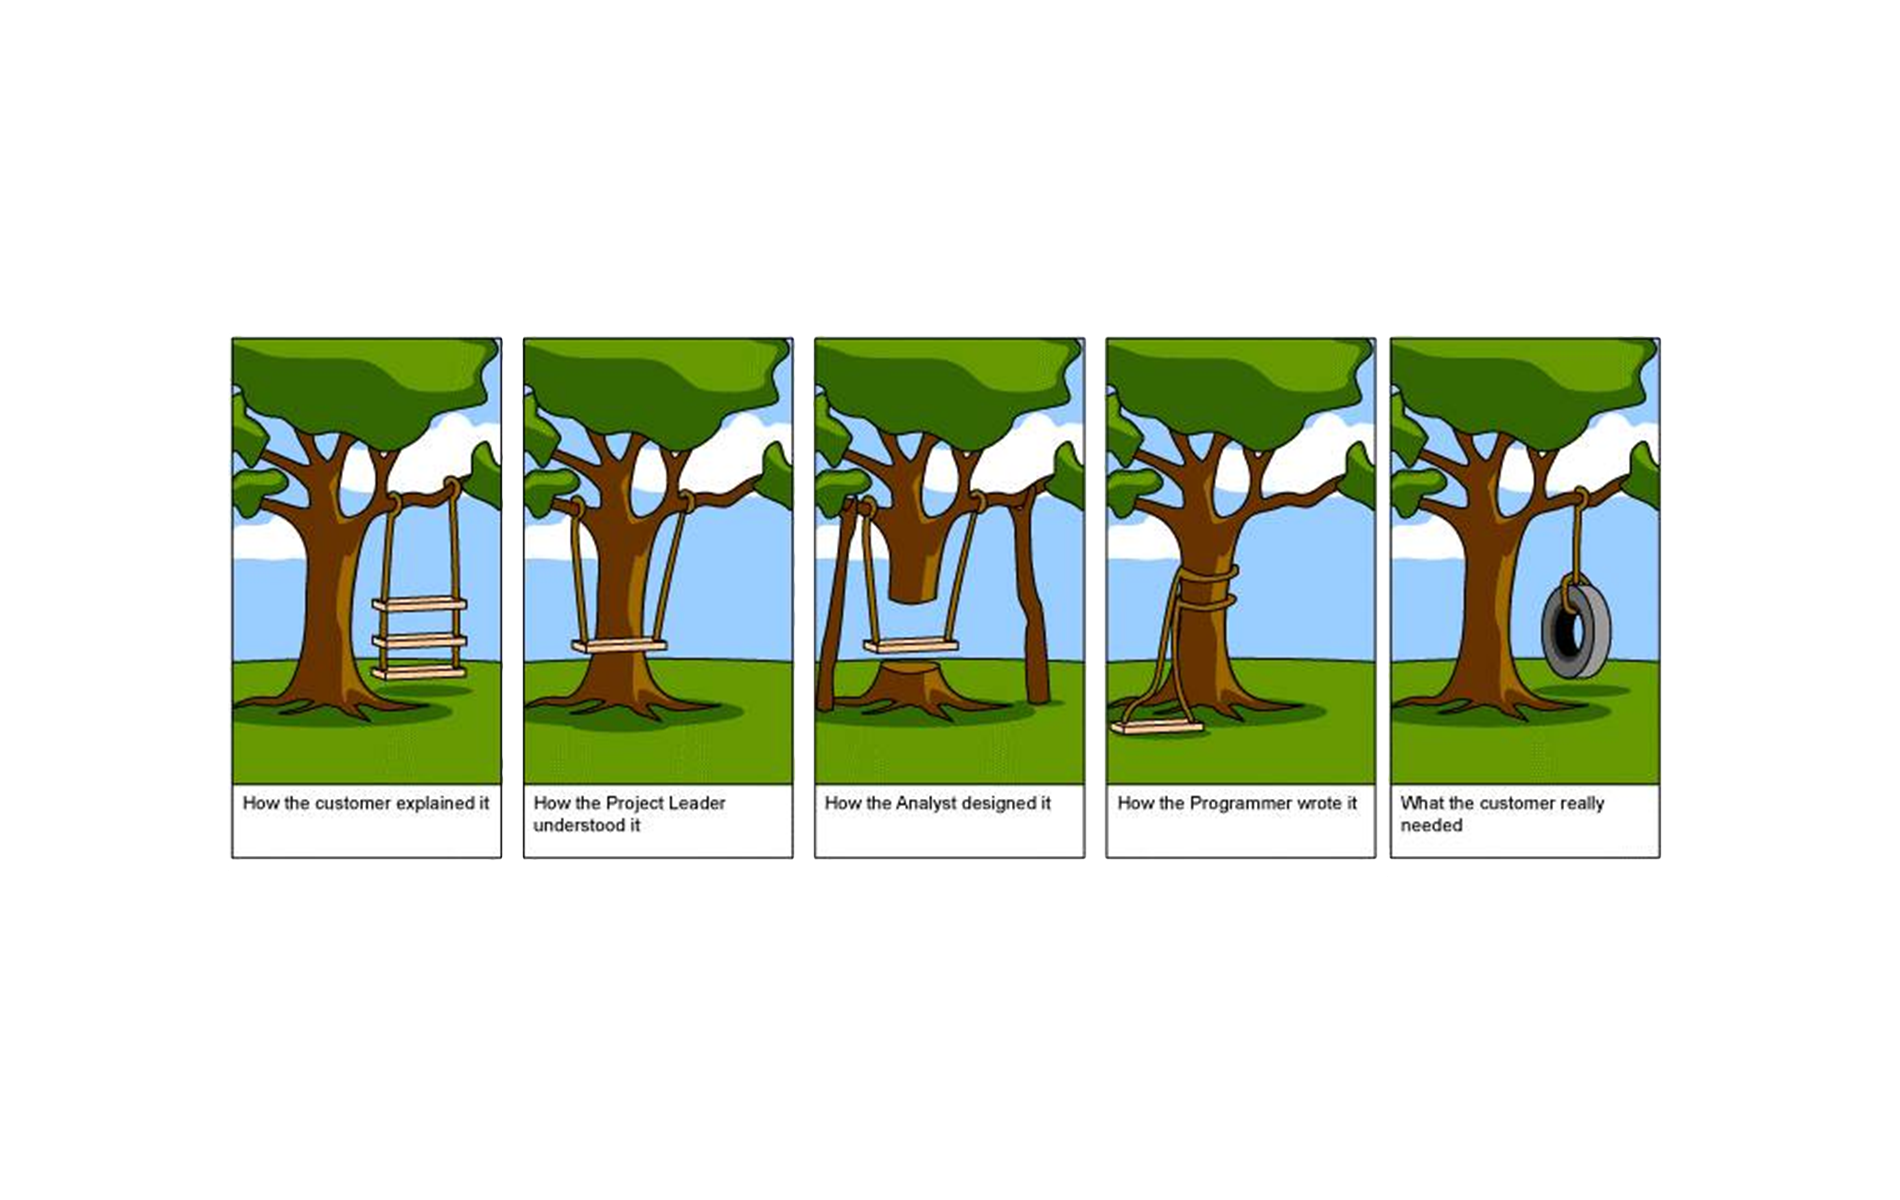 How the customer explained it
How the Project Leader
understood it
How the Analyst designed it
How the Programmer wrote it
What the customer really
needed